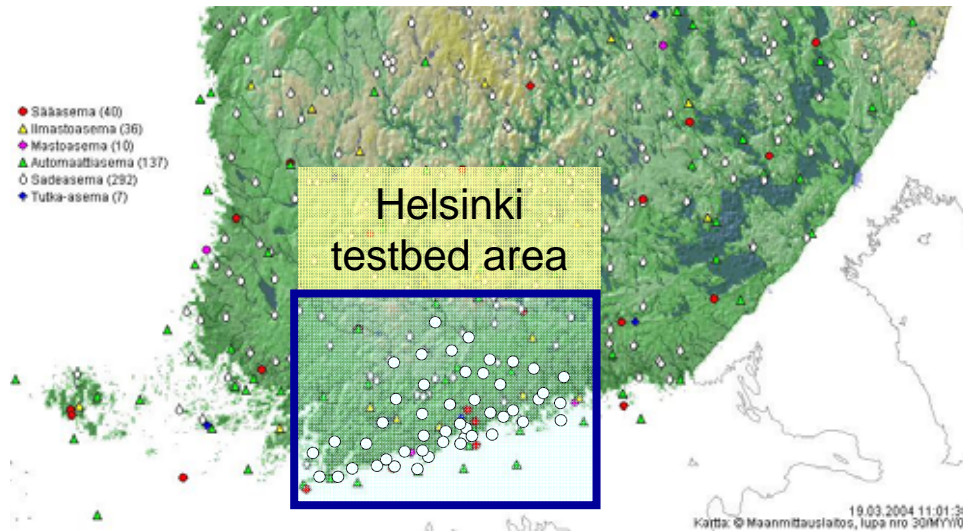 Sääasema (40)
Ilmastoasema (36)
Mastoasema (10)
Automaattiasema (137)
Sadeasema (292)
Tutka-asema (7)
Helsinki
testbed area
19.03.2004 11:01:3
Kartta: © Maanmittauslaitos, lupa nro